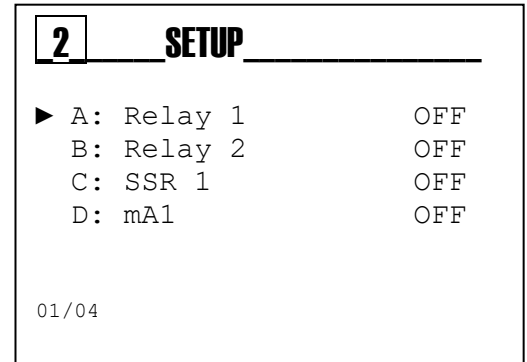 2 SETUP
► A: Relay 1 OFF
B: Relay 2 OFF
C: SSR 1 OFF
D: mA1 OFF
01/04